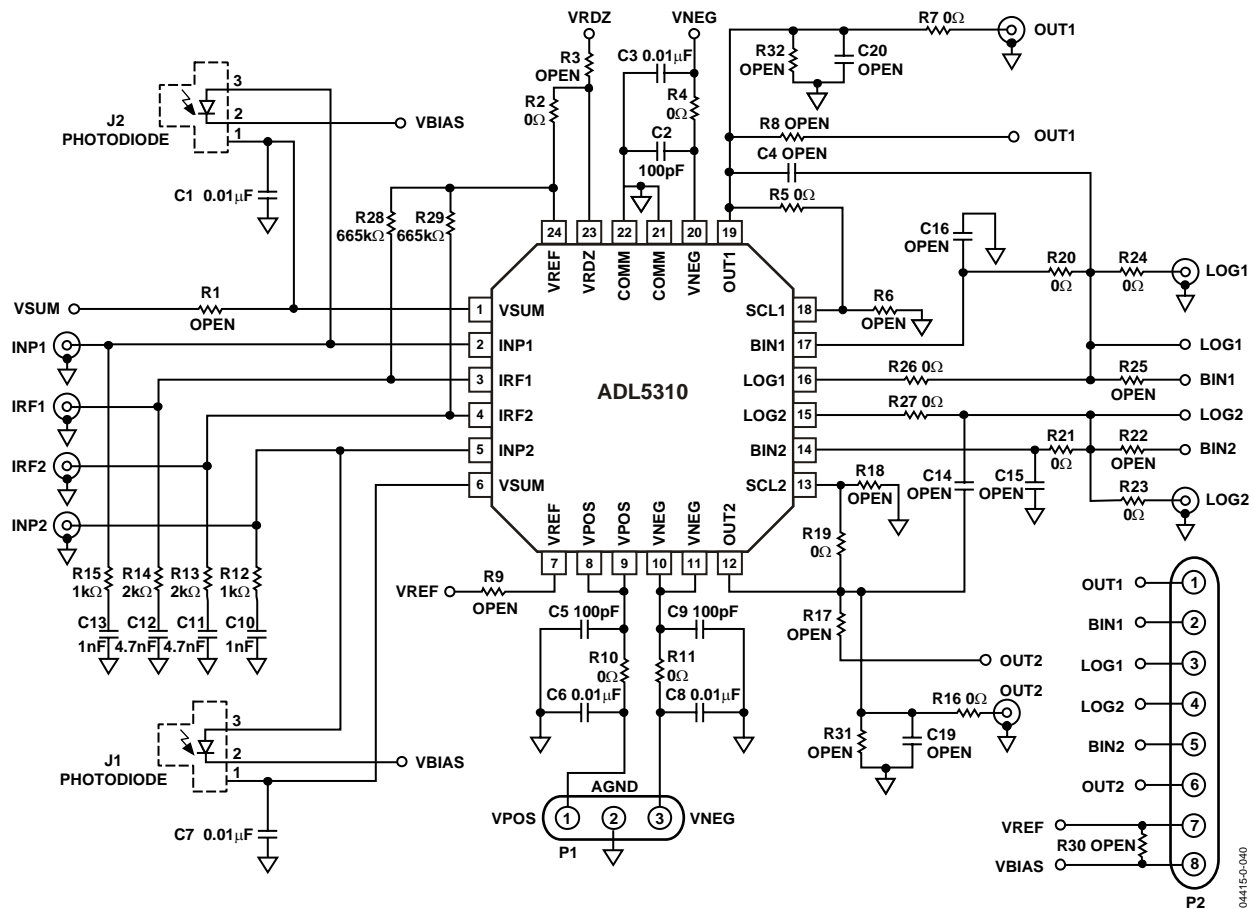 VRDZ
VNEG
R7 0Ω
OUT1
R3
OPEN
C3 0.01μF
R32
OPEN
C20
OPEN
3
2
1
J2
PHOTODIODE
VBIAS
R2
0Ω
R4
0Ω
C2
100pF
R8 OPEN
OUT1
C4 OPEN
R5 0Ω
C1 0.01μF
R28
665kΩ
R29
665kΩ
C16
OPEN
R20
0Ω
R24
0Ω
LOG1
24
23
22
21
20
19
VREF
VRDZ
COMM
COMM
VNEG
OUT1
VSUM
R1
OPEN
1
VSUM
18
SCL1
R6
OPEN
INP1
2
INP1
17
BIN1
LOG1
IRF1
3
IRF1
ADL5310
16
LOG1
R26 0Ω
R25
OPEN
BIN1
4
IRF2
15
LOG2
R27 0Ω
LOG2
IRF2
5
INP2
14
BIN2
R21
0Ω
R22
OPEN
BIN2
6
VSUM
13
SCL2
R18
OPEN
C14
OPEN
C15
OPEN
R23
0Ω
LOG2
INP2
VREF
VPOS
VPOS
VNEG
VNEG
OUT2
7
8
9
10
11
12
R19
0Ω
R15
1kΩ
R14
2kΩ
R13
2kΩ
R12
1kΩ
VREF
R9
OPEN
C13
1nF
C12
4.7nF
C11
4.7nF
C10
1nF
C5 100pF
C9 100pF
R17
OPEN
R10
0Ω
R11
0Ω
OUT2
C6 0.01μF
C8 0.01μF
R16 0Ω
OUT2
R31
OPEN
C19
OPEN
3
2
1
J1
PHOTODIODE
VBIAS
C7 0.01μF
AGND
VPOS
1
2
3
VNEG
P1
OUT1
1
BIN1
2
LOG1
3
LOG2
4
BIN2
5
OUT2
6
VREF
7
R30 OPEN
VBIAS
8
P2
04415-0-040